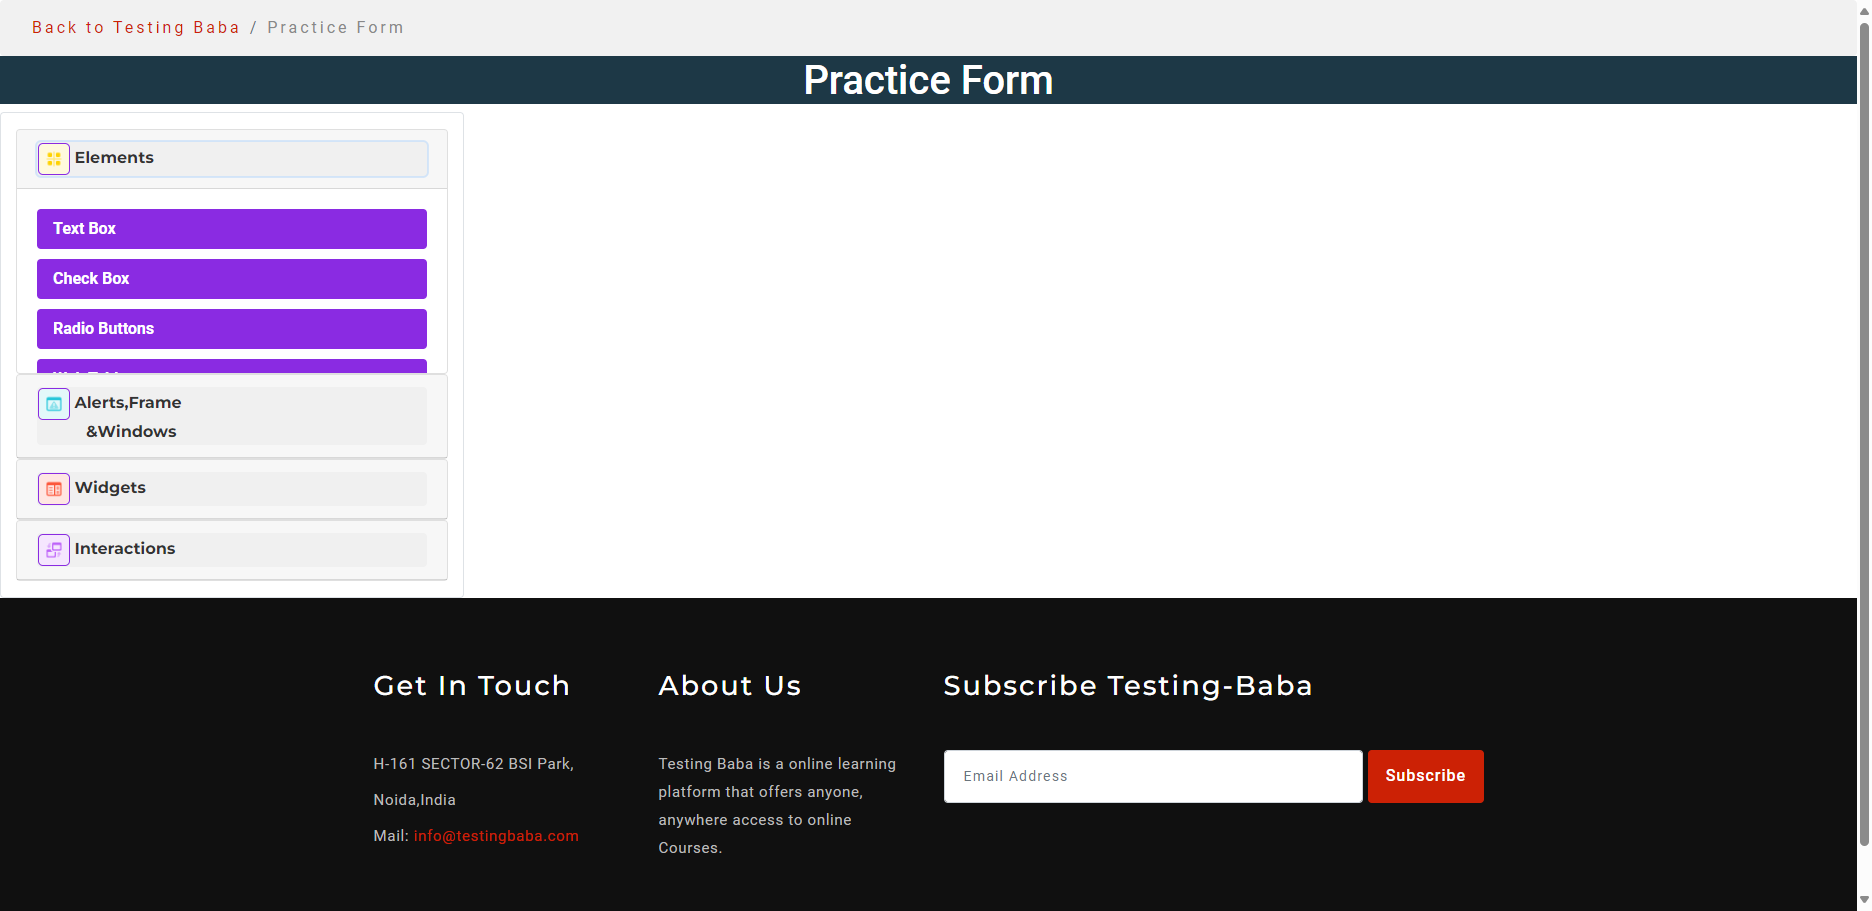 Back to Testing Baba / Practice Form
Practice Form
Elements
Text Box
Check Box
Radio Buttons
Alerts,Frame
&Windows
Widgets
Interactions
Get In Touch
H-161 SECTOR-62 BSI Park,
Noida,India
Mail: info@testingbaba.com
About Us
Testing Baba is a online learning
platform that offers anyone,
anywhere access to online
Courses.
Subscribe Testing-Baba
Email Address
Subscribe